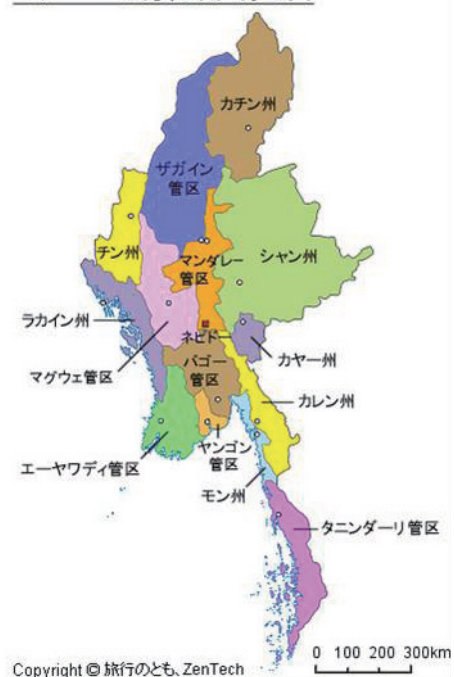 カチン州
ザガイン
管区
チン州
マンダレー
管区
シャン州
ラカイン州
ネピドー
カヤー州
マグウェ管区
バゴー
管区
カレン州
エーヤワディ管区
ヤンゴン
管区
モン州
タニンダーリ管区
0 100 200 300km
Copyright © 旅行のとも、ZenTech